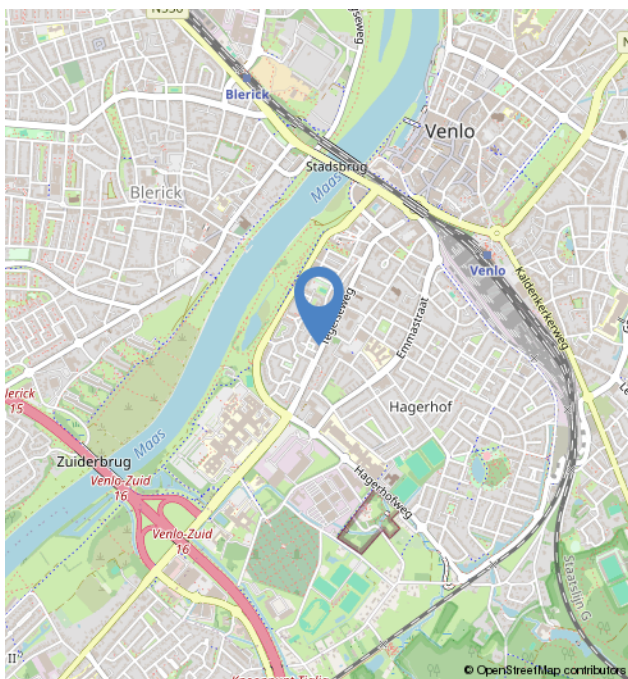 N556
Blerick
Venlo
Stadsbrug
Maas
Blerick
Venlo
Kaldenkerkerweg
Tegelseweg
Emmastraat
Hagerhof
Blerick
15
Maas
Zuiderbrug
Venlo-Zuid
16
Hagerhofweg
Venlo-Zuid
16
Staatslijn G
© OpenStreetMap contributors